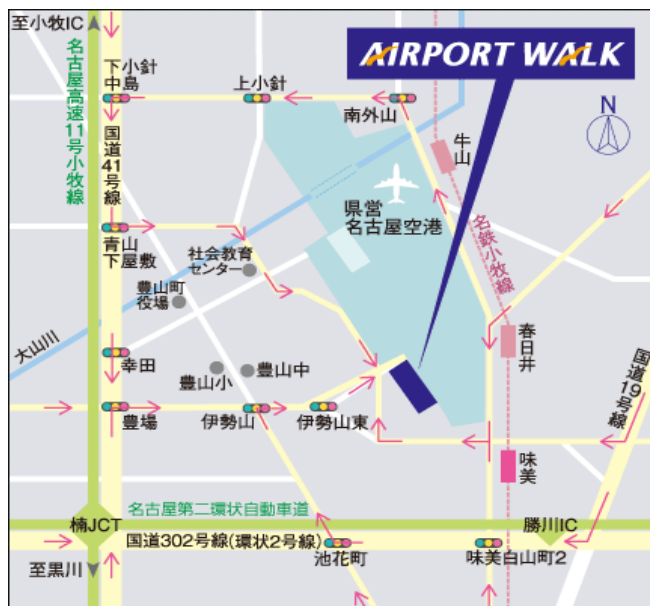 至小牧IC
AiRPORT WALK
下小針
中島
上小針
南外山
N
名古屋高速11号小牧線
国道41号線
牛山
県営
名古屋空港
名鉄小牧線
青山
下屋敷
社会教育
センター
豊山町
役場
大山川
幸田
豊山小
豊山中
春日井
国道19号線
豊場
伊勢山
伊勢山東
味美
名古屋第二環状自動車道
楠JCT
勝川IC
国道302号線(環状2号線)
至黒川
池花町
味美白山町2